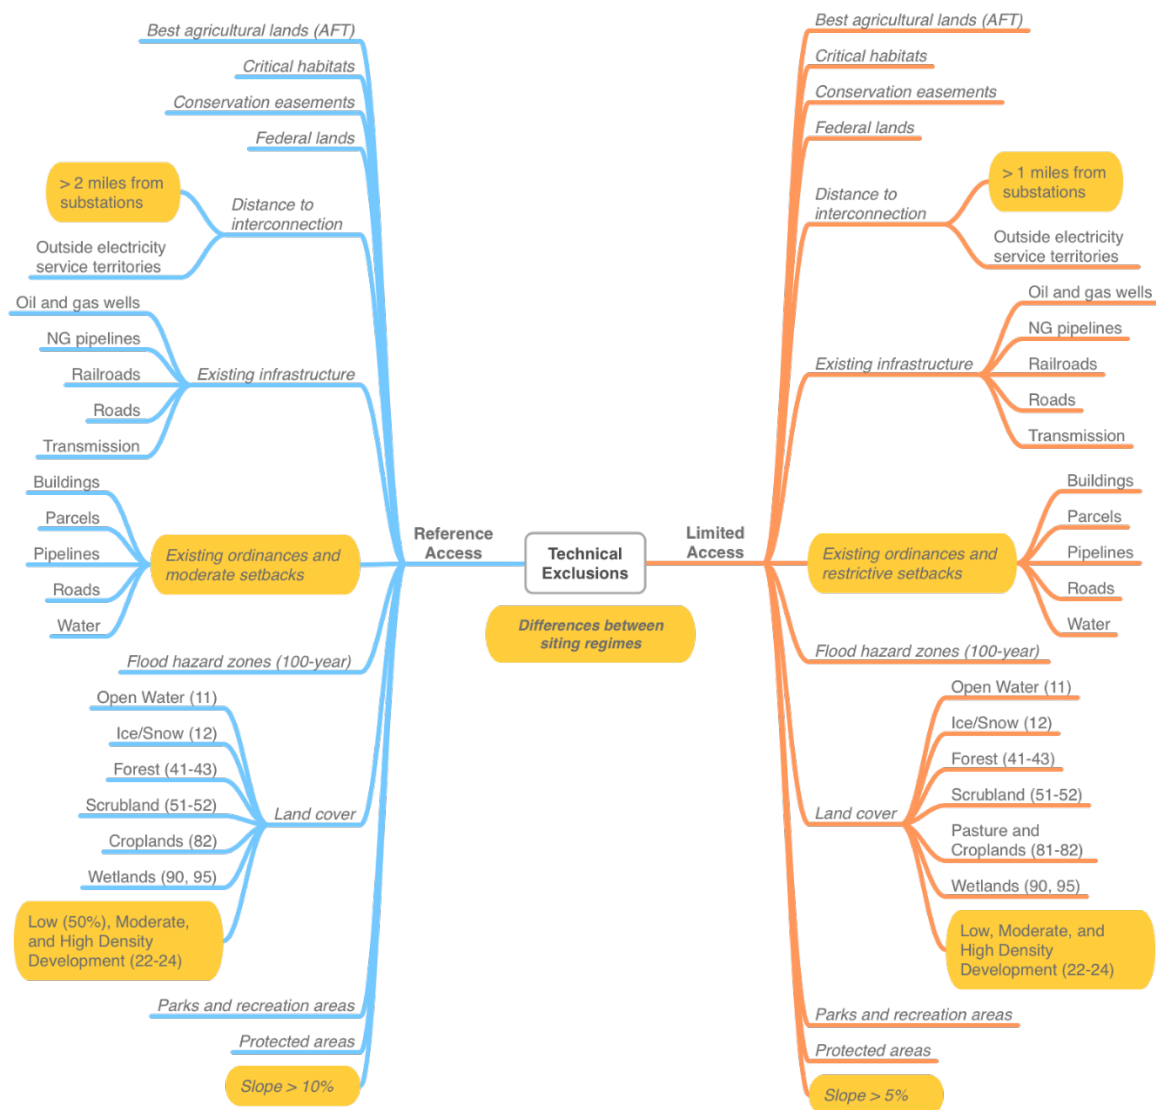 Best agricultural lands (AFT)
Critical habitats
Conservation easements
Federal lands
> 2 miles from
substations
Distance to
interconnection
Outside electricity
service territories
Oil and gas wells
NG pipelines
Railroads
Existing infrastructure
Roads
Transmission
Buildings
Parcels
Pipelines
Existing ordinances and
moderate setbacks
Roads
Water
Reference
Access
Flood hazard zones (100-year)
Open Water (11)
Ice/Snow (12)
Forest (41-43)
Scrubland (51-52)
Land cover
Croplands (82)
Wetlands (90, 95)
Low (50%), Moderate,
and High Density
Development (22-24)
Parks and recreation areas
Protected areas
Slope > 10%
Technical
Exclusions
Differences between
siting regimes
Limited
Access
Best agricultural lands (AFT)
Critical habitats
Conservation easements
Federal lands
Distance to
interconnection
> 1 miles from
substations
Outside electricity
service territories
Existing infrastructure
Oil and gas wells
NG pipelines
Railroads
Roads
Transmission
Existing ordinances and
restrictive setbacks
Buildings
Parcels
Pipelines
Roads
Water
Flood hazard zones (100-year)
Land cover
Open Water (11)
Ice/Snow (12)
Forest (41-43)
Scrubland (51-52)
Pasture and
Croplands (81-82)
Wetlands (90, 95)
Low, Moderate, and
High Density
Development (22-24)
Parks and recreation areas
Protected areas
Slope > 5%